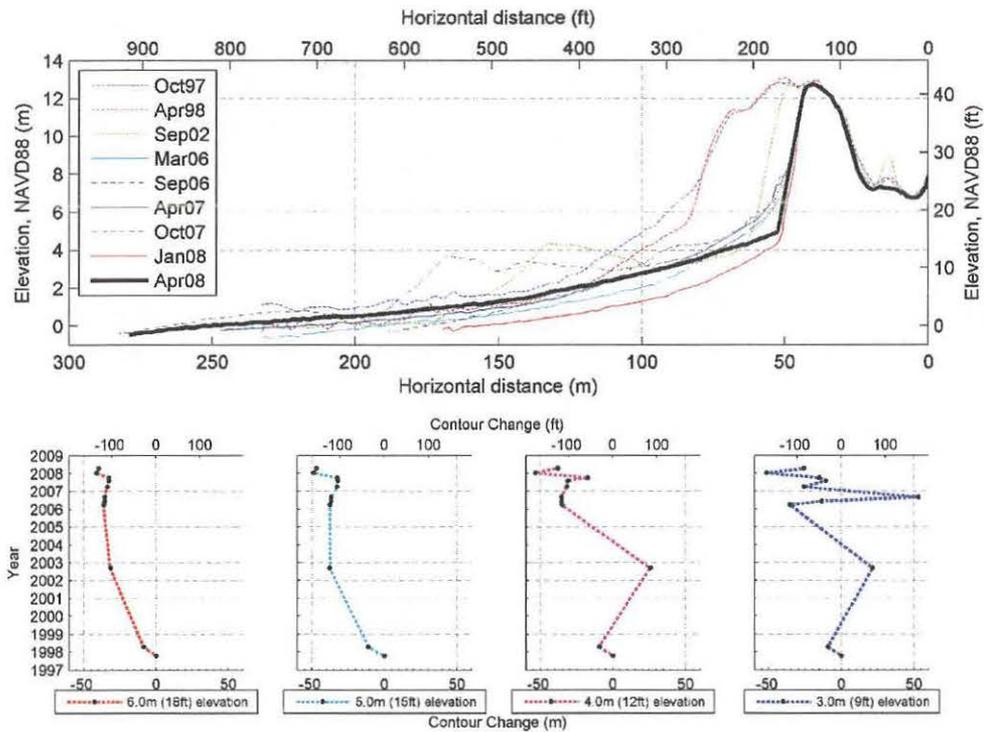 Horizontal distance (ft)
900 800 700 600 500 400 300 200 100 0
14
12
10
8
6
4
2
0
Elevation, NAVD88 (m)
Oct97
Apr98
Sep02
Mar06
Sep06
Apr07
Oct07
Jan08
Apr08
40
30
20
10
0
Elevation, NAVD88 (ft)
300 250 200 150 100 50 0
Horizontal distance (m)
Contour Change (ft)
-100 0 100
-100 0 100
-100 0 100
-100 0 100
2009
2008
2007
2006
2004
2003
2002
2000
1999
1998
1997
Year
-50 0 50
-50 0 50
-50 0 50
-50 0 50
6.0m (18ft) elevation
5.0m (15ft) elevation
4.0m (12ft) elevation
3.0m (9ft) elevation
Contour Change (m)